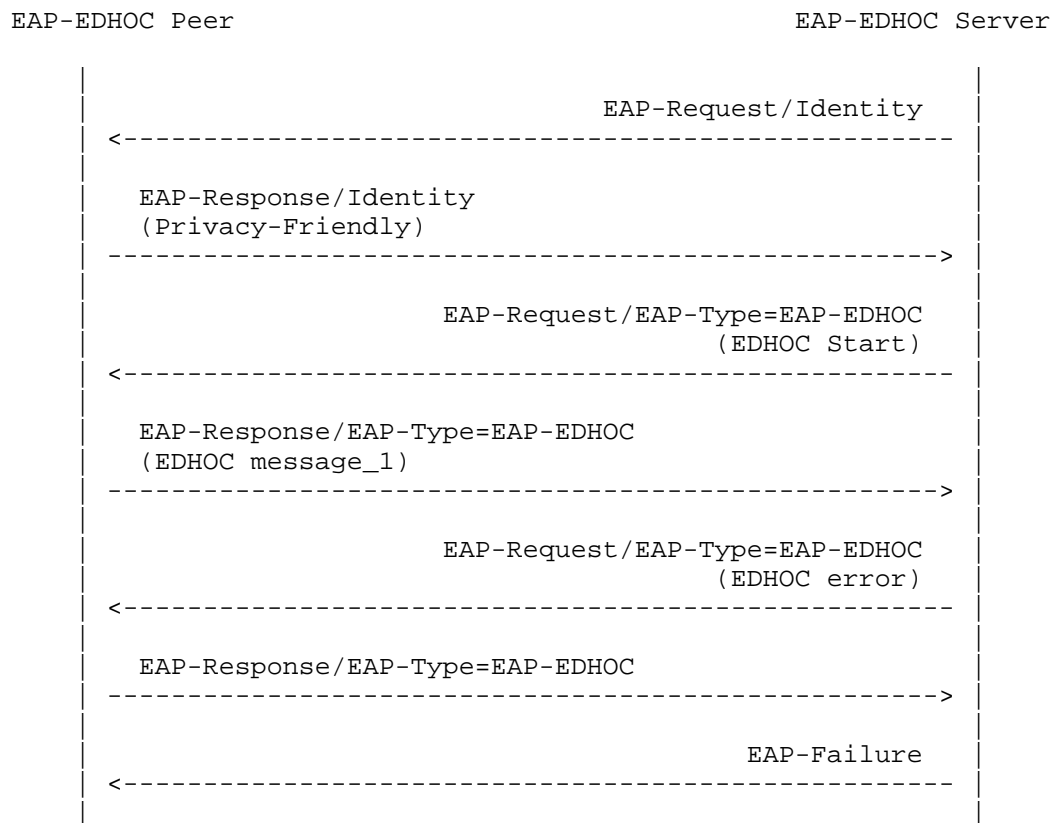 EAP-EDHOC Peer EAP-EDHOC Server
EAP-Request/Identity
EAP-Response/Identity
(Privacy-Friendly)
EAP-Request/EAP-Type=EAP-EDHOC
(EDHOC Start)
EAP-Response/EAP-Type=EAP-EDHOC
(EDHOC message_1)
EAP-Request/EAP-Type=EAP-EDHOC
(EDHOC error)
EAP-Response/EAP-Type=EAP-EDHOC
EAP-Failure